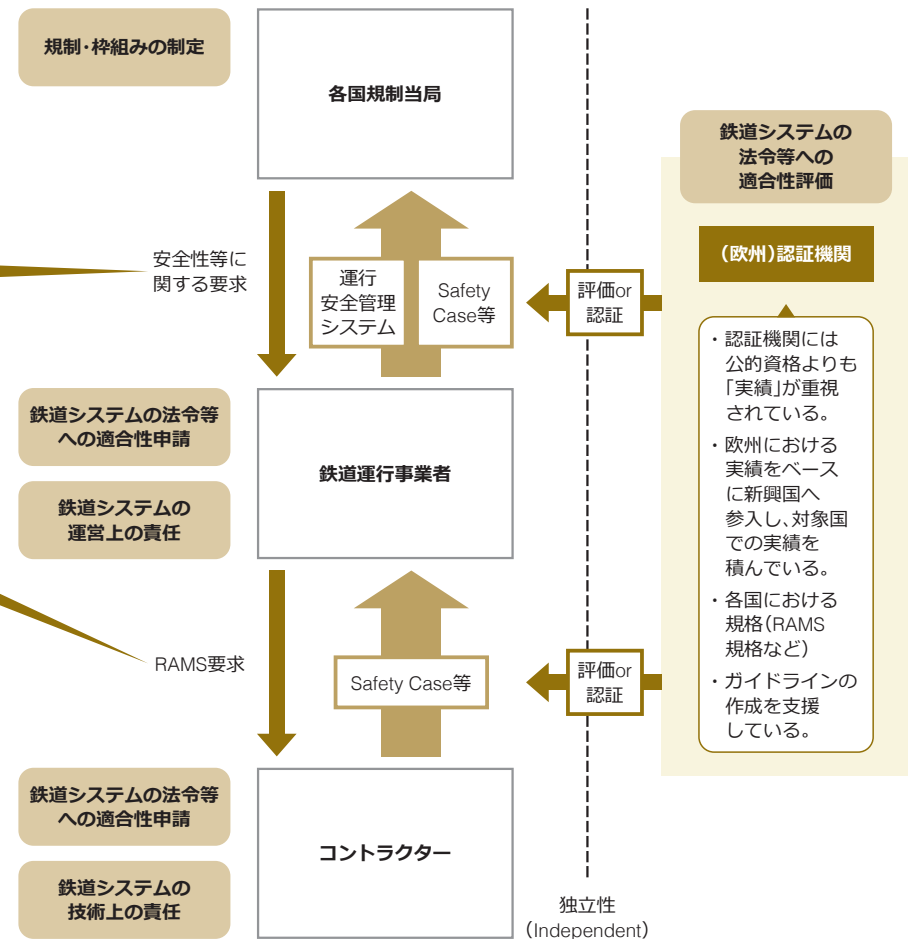 規制・枠組みの制定
各国規制当局
鉄道システムの
法令等への
適合性評価
(欧州)認証機関
安全性等に
関する要求
運行
安全管理
システム
Safety
Case等
評価or
認証
・認証機関には
公的資格よりも
「実績」が重視
されている。
・欧州における
実績をベース
に新興国へ
参入し、対象国
での実績を
積んでいる。
・各国における
規格(RAMS
規格など)
・ガイドラインの
作成を支援
している。
鉄道システムの法令等
への適合性申請
鉄道システムの
運営上の責任
鉄道運行事業者
RAMS要求
Safety Case等
評価or
認証
鉄道システムの法令等
への適合性申請
鉄道システムの
技術上の責任
コントラクター
独立性
(Independent)